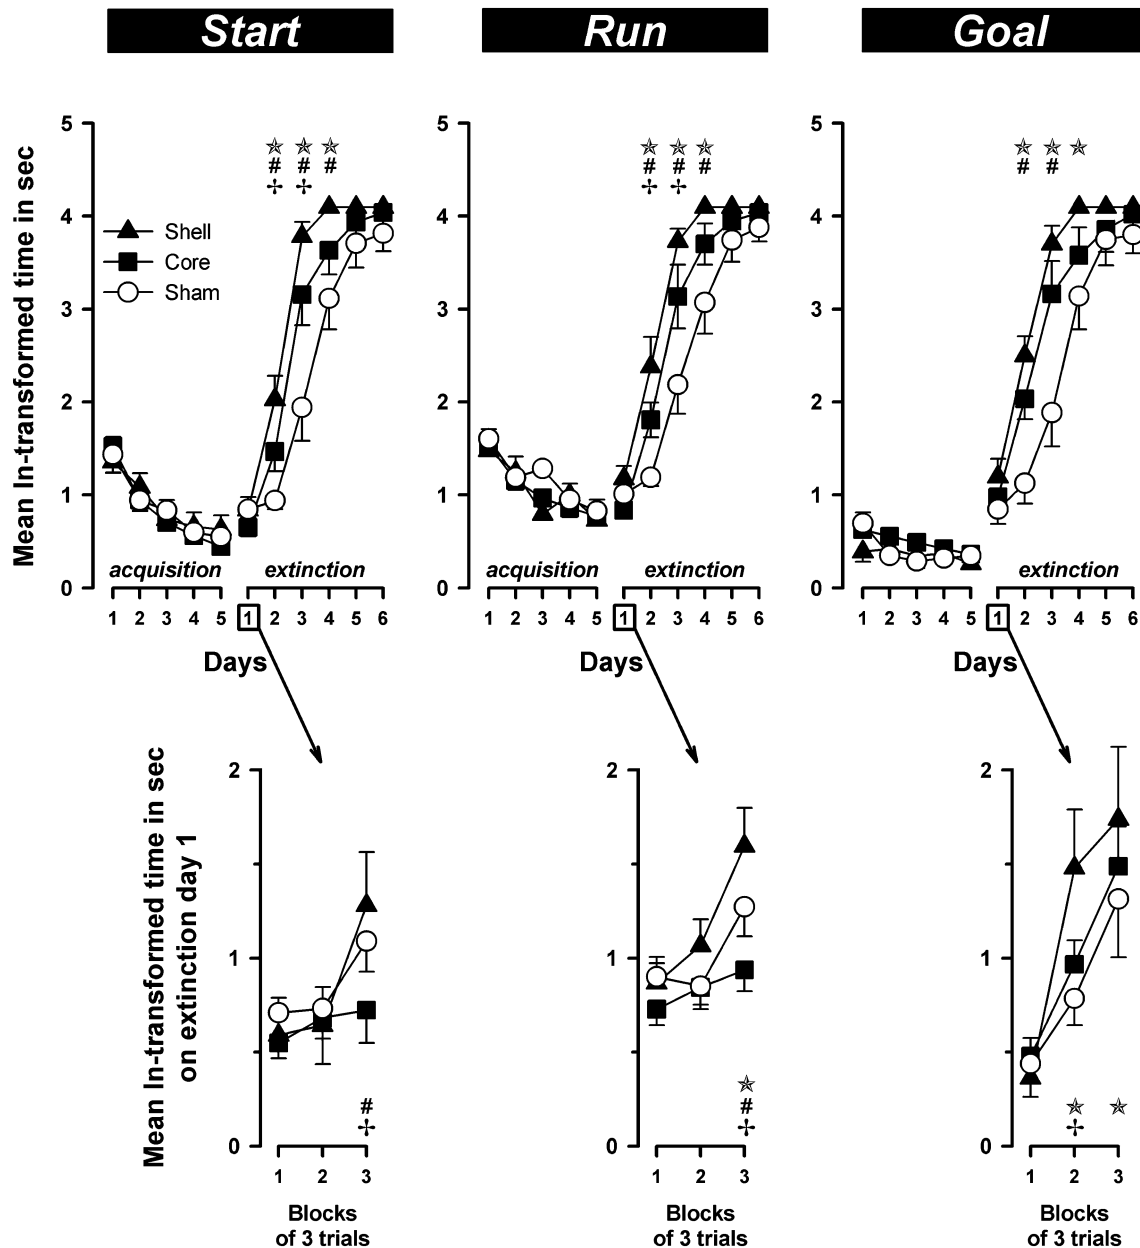 Start Run Goal
Mean ln-transformed time in sec
5
4
3
2
1
0
✯ ✯ ✯
# # #
✢ ✢
Shell
Core
Sham
acquisition extinction
1 2 3 4 5 1 2 3 4 5 6
Days
5
4
3
2
1
0
✯ ✯ ✯
# # #
✢ ✢
acquisition extinction
1 2 3 4 5 1 2 3 4 5 6
Days
5
4
3
2
1
0
✯ ✯ ✯
# #
extinction
1 2 3 4 5 1 2 3 4 5 6
Days
Mean ln-transformed time in sec
on extinction day 1
2
1
0
#
✢
1 2 3
Blocks
of 3 trials
2
1
0
✯
#
✢
1 2 3
Blocks
of 3 trials
2
1
0
✯ ✯
✢
1 2 3
Blocks
of 3 trials